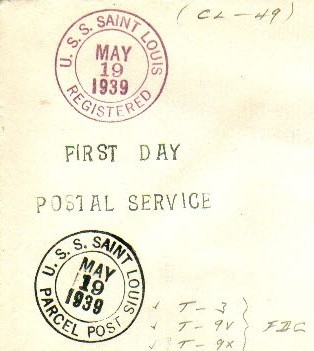 (CL-49)
U.S.S. SAINT LOUIS
MAY
19
1939
REGISTERED
FIRST DAY
POSTAL SERVICE
U.S.S. SAINT LOUIS
MAY
19
1939
PARCEL POST
T-3
T-9V
T-9X
FDC